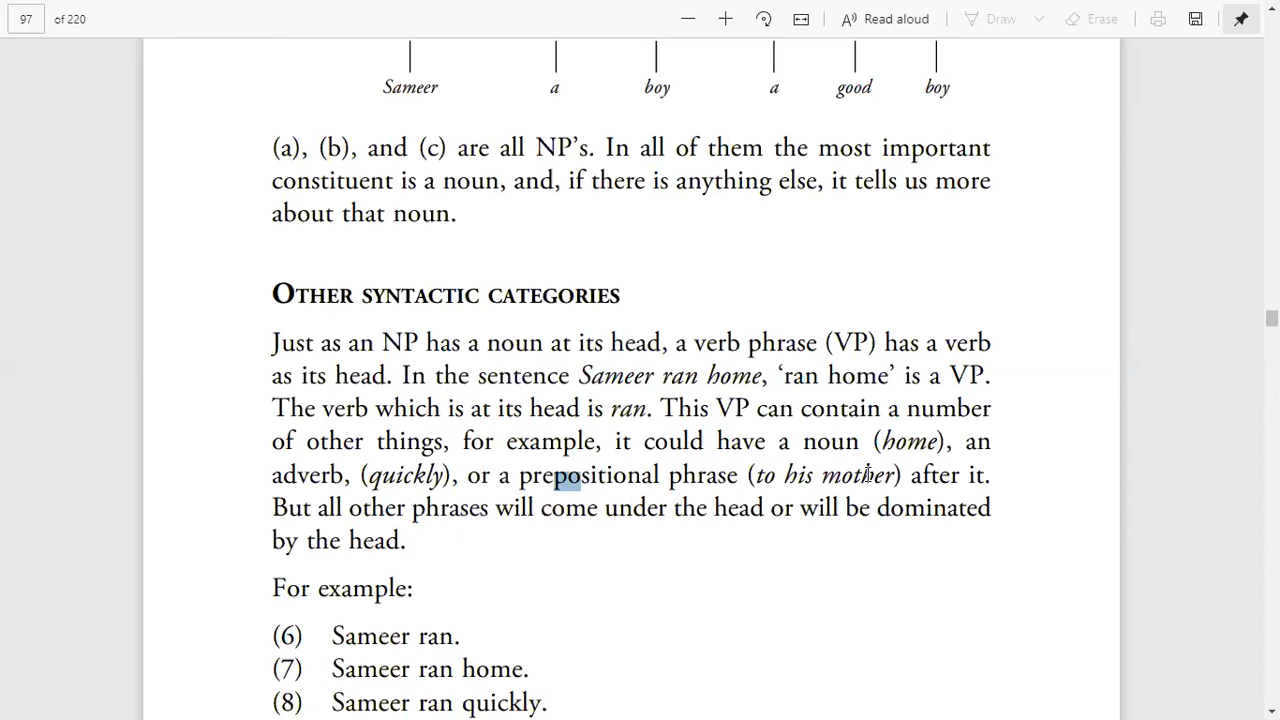 97 of 220 Read aloud Draw Erase
Sameer a boy a good boy
(a), (b), and (c) are all NP’s. In all of them the most important
constituent is a noun, and, if there is anything else, it tells us more
about that noun.
OTHER SYNTACTIC CATEGORIES
Just as an NP has a noun at its head, a verb phrase (VP) has a verb
as its head. In the sentence Sameer ran home, ‘ran home’ is a VP.
The verb which is at its head is ran. This VP can contain a number
of other things, for example, it could have a noun (home), an
adverb, (quickly), or a prepositional phrase (to his mother) after it.
But all other phrases will come under the head or will be dominated
by the head.
For example:
(6) Sameer ran.
(7) Sameer ran home.
(8) Sameer ran quickly.